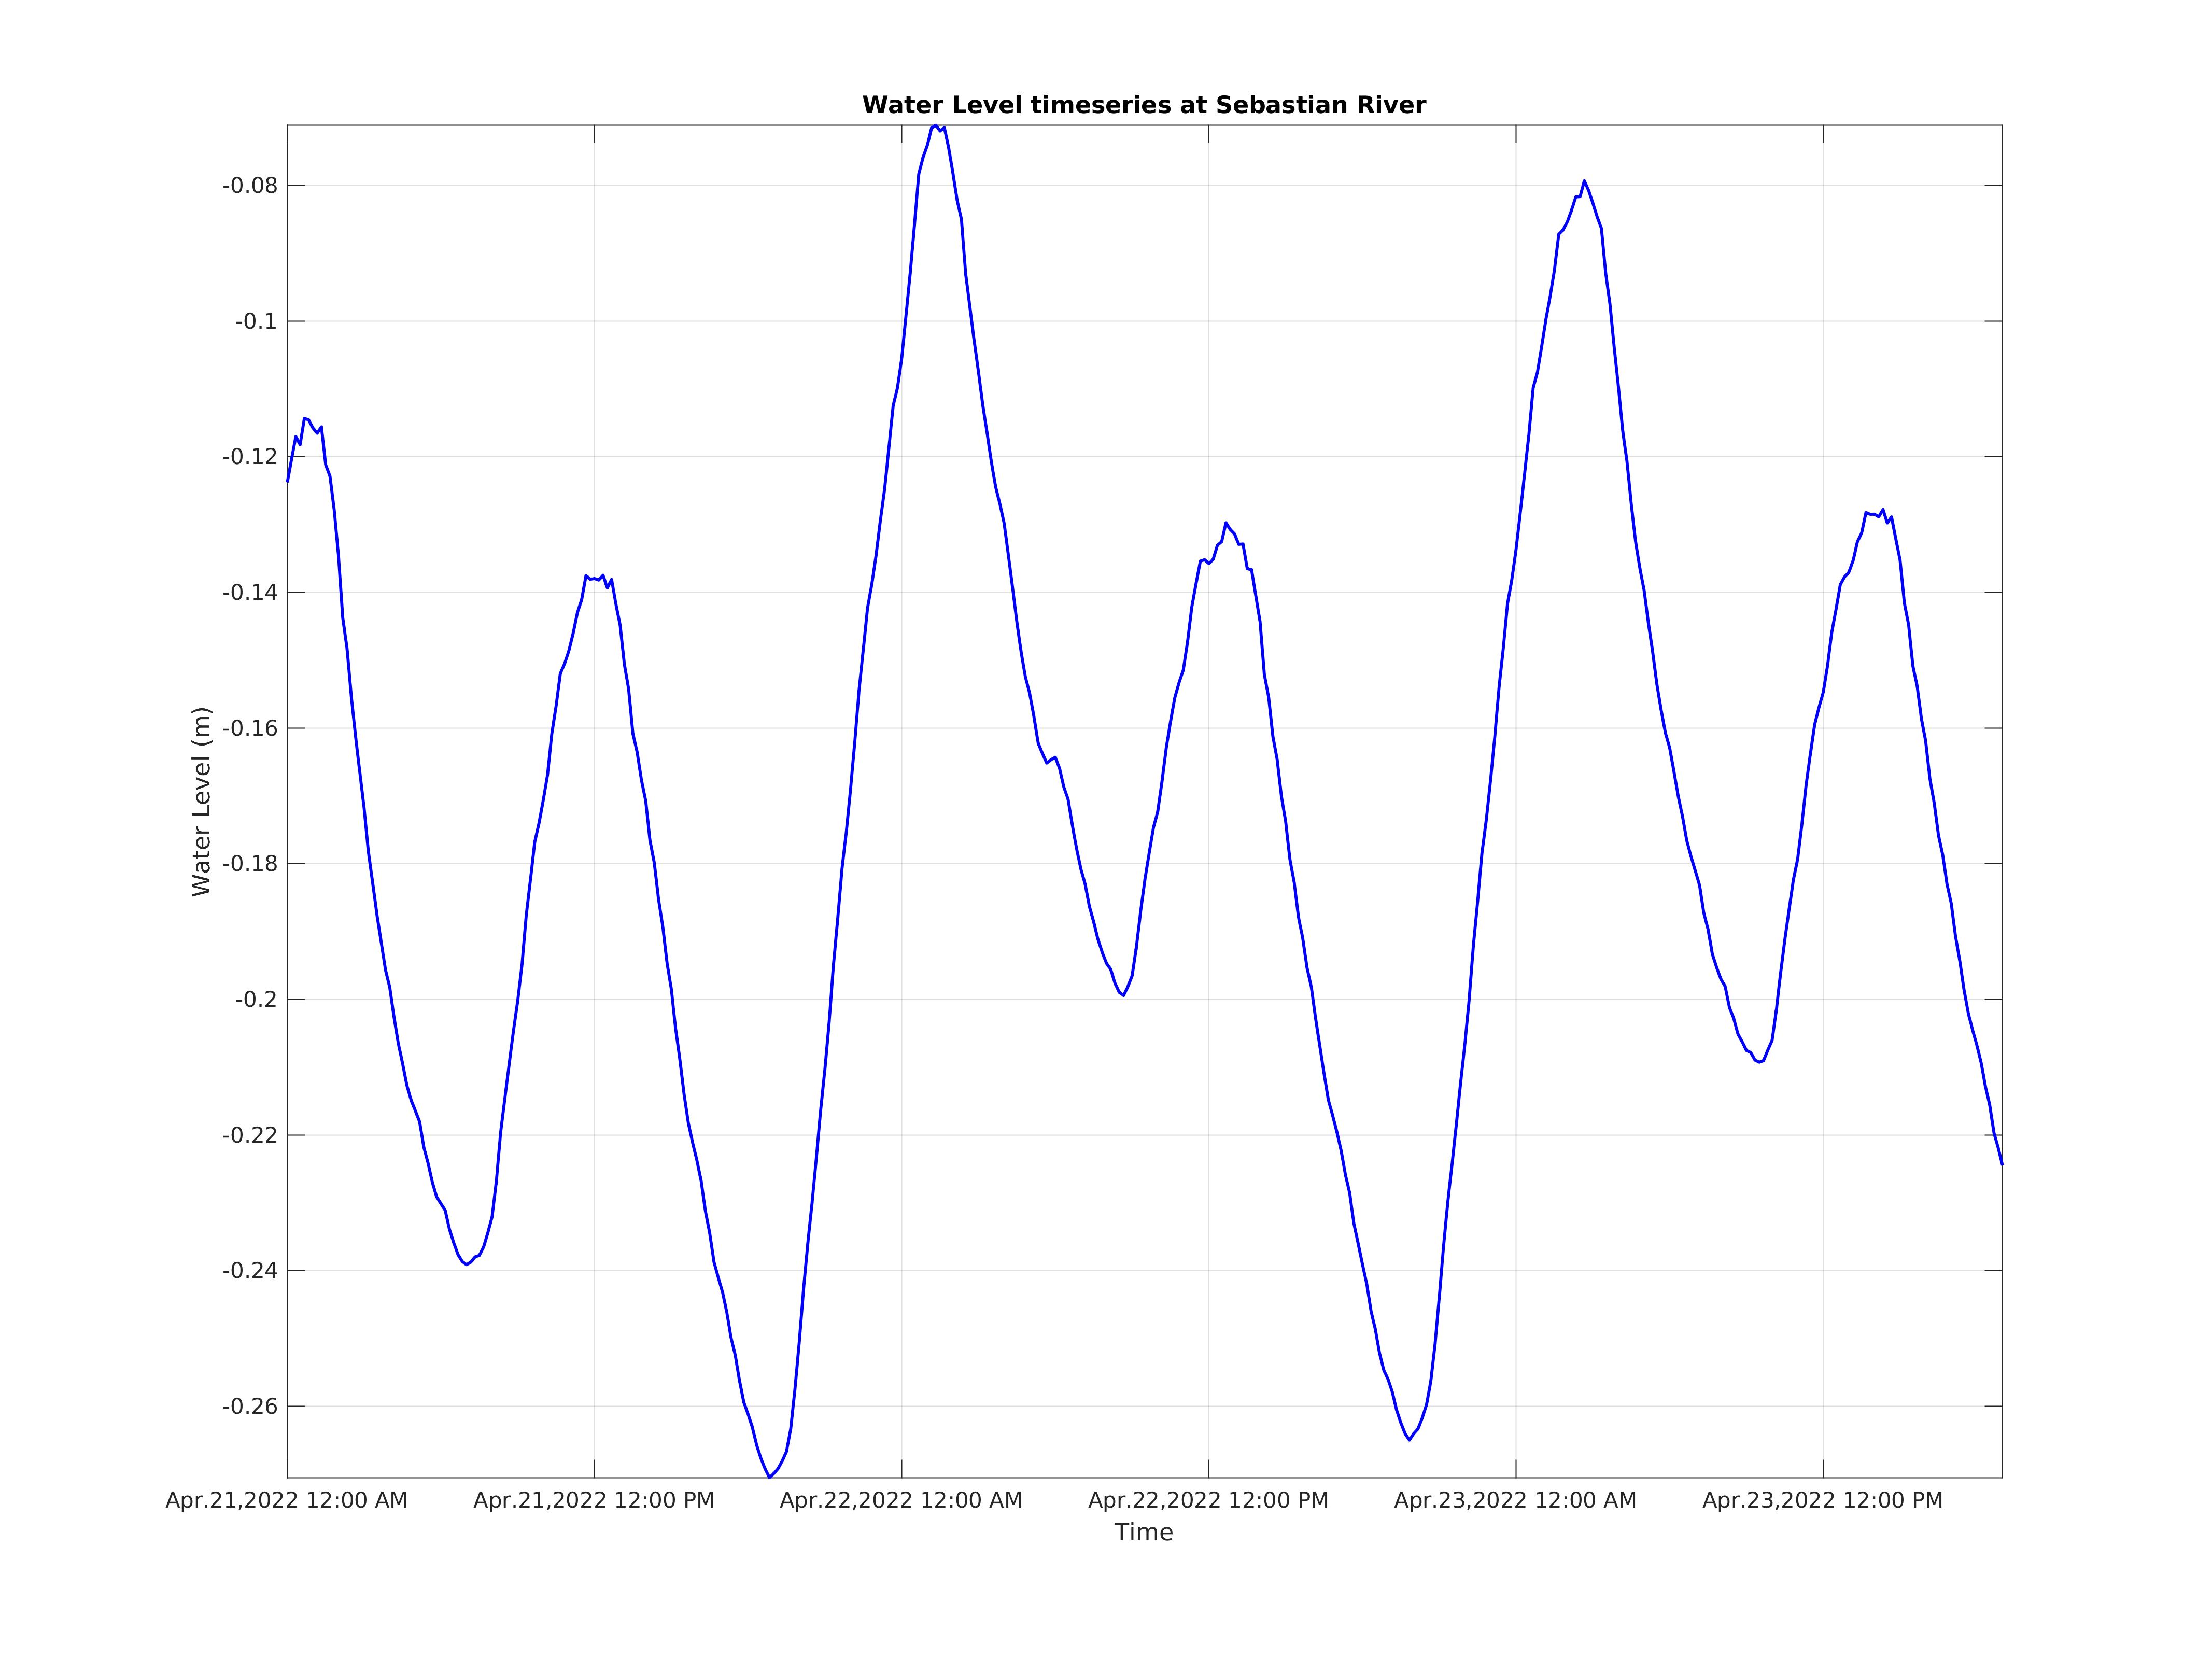 Water Level timeseries at Sebastian River
-0.08
-0.1
-0.12
-0.14
-0.16
-0.18
-0.2
-0.22
-0.24
-0.26
Water Level (m)
Apr.21,2022 12:00 AM Apr.21,2022 12:00 PM Apr.22,2022 12:00 AM Apr.22,2022 12:00 PM Apr.23,2022 12:00 AM Apr.23,2022 12:00 PM
Time